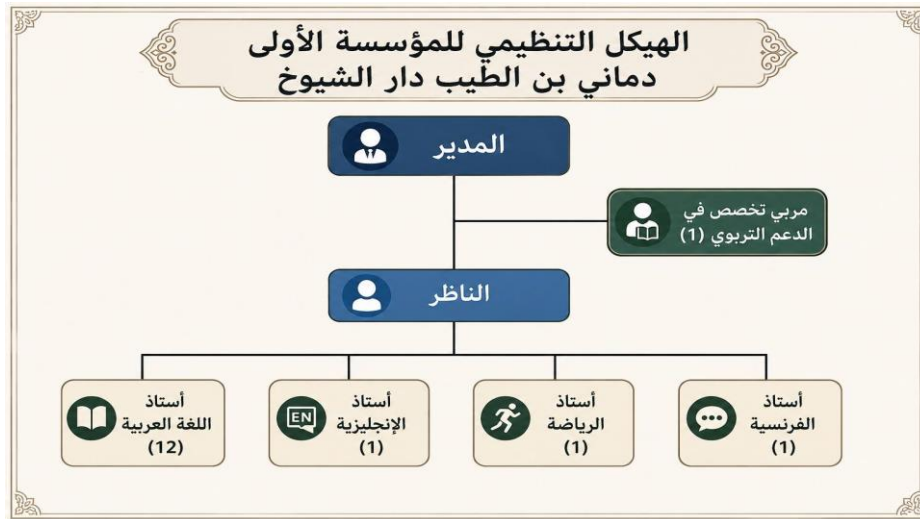 الهيكل التنظيمي للمؤسسة الأولى
دماني بن الطيب دار الشيوخ
المدير
مربي تخصص في
الدعم التربوي (1)
الناظر
أستاذ
الفرنسية
(1)
أستاذ
الرياضة
(1)
أستاذ
الإنجليزية
(1)
EN
أستاذ
اللغة العربية
(12)